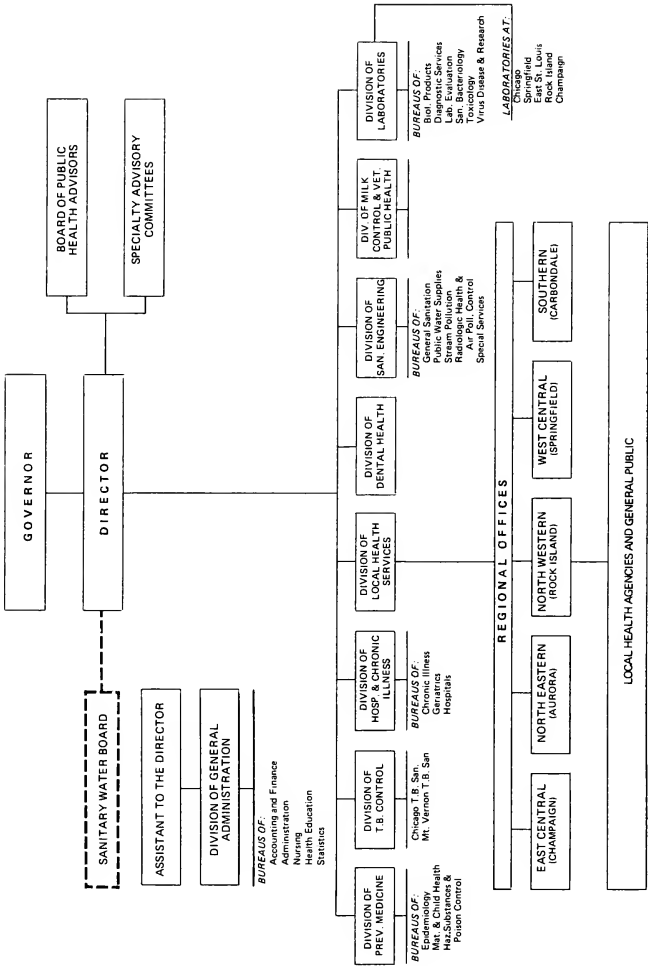 GOVERNOR
DIRECTOR
BOARD OF PUBLIC
HEALTH ADVISORS
SPECIALTY ADVISORY
COMMITTEES
SANITARY WATER BOARD
ASSISTANT TO THE DIRECTOR
DIVISION OF GENERAL
ADMINISTRATION
BUREAUS OF:
Accounting and Finance
Administration
Nursing
Health Education
Statistics
DIVISION OF
PREV. MEDICINE
BUREAUS OF:
Epidemiology
Mat. & Child Health
Haz.Substances &
Poison Control
DIVISION OF
T.B. CONTROL
Chicago T.B. San.
Mt. Vernon T.B. San
DIVISION OF
HOSP. & CHRONIC
ILLNESS
BUREAUS OF:
Chronic Illness
Geriatrics
Hospitals
DIVISION OF
LOCAL HEALTH
SERVICES
DIVISION OF
DENTAL HEALTH
DIVISION OF
SAN. ENGINEERING
BUREAUS OF:
General Sanitation
Public Water Supplies
Stream Pollution
Radiologic Health &
Air Poll. Control
Special Services
DIV. OF MILK
CONTROL & VET.
PUBLIC HEALTH
DIVISION OF
LABORATORIES
BUREAUS OF:
Biol. Products
Diagnostic Services
Lab. Evaluation
San. Bacteriology
Toxicology
Virus Disease & Research
LABORATORIES AT:
Chicago
Springfield
East St. Louis
Rock Island
Champaign
REGIONAL OFFICES
EAST CENTRAL
(CHAMPAIGN)
NORTH EASTERN
(AURORA)
NORTH WESTERN
(ROCK ISLAND)
WEST CENTRAL
(SPRINGFIELD)
SOUTHERN
(CARBONDALE)
LOCAL HEALTH AGENCIES AND GENERAL PUBLIC